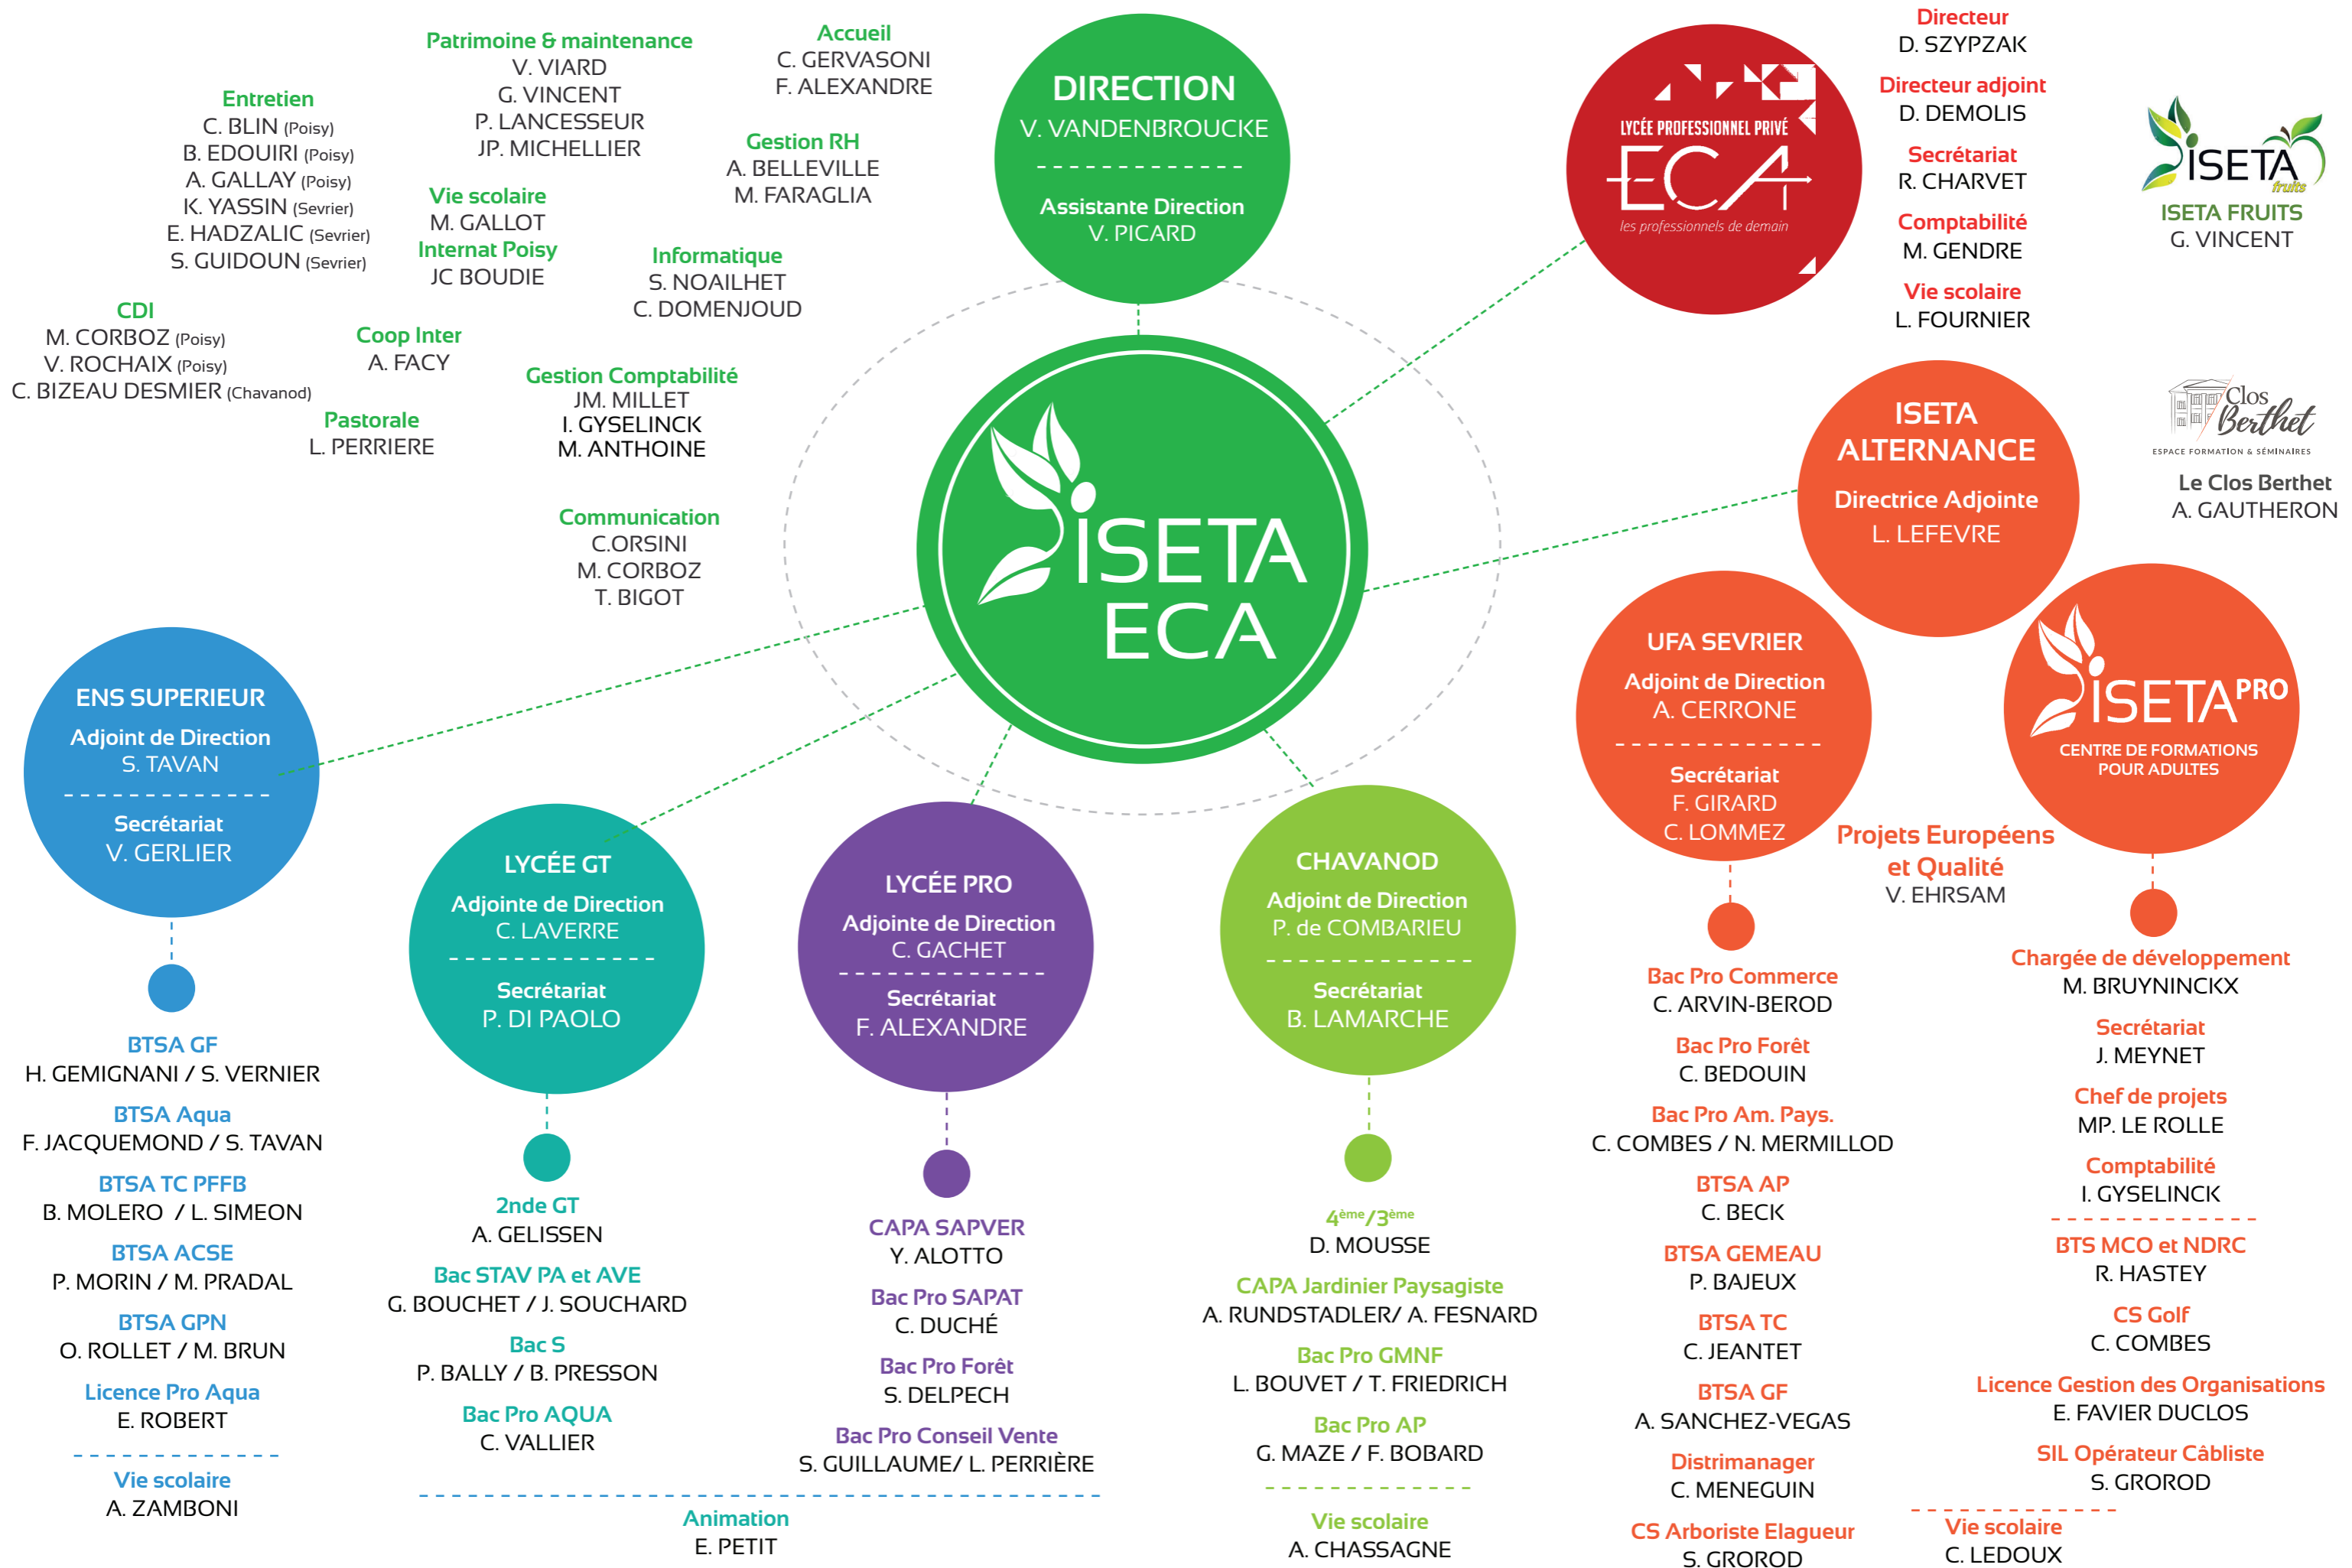 Entretien
C. BLIN (Poisy)
B. EDOUIRI (Poisy)
A. GALLAY (Poisy)
K. YASSIN (Sevrier)
E. HADZALIC (Sevrier)
S. GUIDOUN (Sevrier)
Patrimoine & maintenance
V. VIARD
G. VINCENT
P. LANCESSEUR
JP. MICHELLIER
Vie scolaire
M. GALLOT
Internat Poisy
JC BOUDIE
Accueil
C. GERVASONI
F. ALEXANDRE
Gestion RH
A. BELLEVILLE
M. FARAGLIA
Informatique
S. NOAILHET
C. DOMENJOUD
CDI
M. CORBOZ (Poisy)
V. ROCHAIX (Poisy)
C. BIZEAU DESMIER (Chavanod)
Coop Inter
A. FACY
Pastorale
L. PERRIERE
Gestion Comptabilité
JM. MILLET
I. GYSELINCK
M. ANTHOINE
Communication
C.ORSINI
M. CORBOZ
T. BIGOT
DIRECTION
V. VANDENBROUCKE
Assistante Direction
V. PICARD
ISETA
ECA
LYCÉE PROFESSIONNEL PRIVÉ
ECA
les professionnels de demain
Directeur
D. SZYPZAK
Directeur adjoint
D. DEMOLIS
Secrétariat
R. CHARVET
Comptabilité
M. GENDRE
Vie scolaire
L. FOURNIER
ISETA
fruits
ISETA FRUITS
G. VINCENT
ISETA
ALTERNANCE
Directrice Adjointe
L. LEFEVRE
Clos
Berthet
ESPACE FORMATION & SÉMINAIRES
Le Clos Berthet
A. GAUTHERON
ENS SUPERIEUR
Adjoint de Direction
S. TAVAN
Secrétariat
V. GERLIER
BTSA GF
H. GEMIGNANI / S. VERNIER
BTSA Aqua
F. JACQUEMOND / S. TAVAN
BTSA TC PFFB
B. MOLERO / L. SIMEON
BTSA ACSE
P. MORIN / M. PRADAL
BTSA GPN
O. ROLLET / M. BRUN
Licence Pro Aqua
E. ROBERT
Vie scolaire
A. ZAMBONI
LYCÉE GT
Adjointe de Direction
C. LAVERRE
Secrétariat
P. DI PAOLO
2nde GT
A. GELISSEN
Bac STAV PA et AVE
G. BOUCHET / J. SOUCHARD
Bac S
P. BALLY / B. PRESSON
Bac Pro AQUA
C. VALLIER
LYCÉE PRO
Adjointe de Direction
C. GACHET
Secrétariat
F. ALEXANDRE
CAPA SAPVER
Y. ALOTTO
Bac Pro SAPAT
C. DUCHÉ
Bac Pro Forêt
S. DELPECH
Bac Pro Conseil Vente
S. GUILLAUME/ L. PERRIÈRE
Animation
E. PETIT
CHAVANOD
Adjoint de Direction
P. de COMBARIEU
Secrétariat
B. LAMARCHE
4ème/3ème
D. MOUSSE
CAPA Jardinier Paysagiste
A. RUNDSTADLER/ A. FESNARD
Bac Pro GMNF
L. BOUVET / T. FRIEDRICH
Bac Pro AP
G. MAZE / F. BOBARD
Vie scolaire
A. CHASSAGNE
UFA SEVRIER
Adjoint de Direction
A. CERRONE
Secrétariat
F. GIRARD
C. LOMMEZ
Bac Pro Commerce
C. ARVIN-BEROD
Bac Pro Forêt
C. BEDOUIN
Bac Pro Am. Pays.
C. COMBES / N. MERMILLOD
BTSA AP
C. BECK
BTSA GEMEAU
P. BAJEUX
BTSA TC
C. JEANTET
BTSA GF
A. SANCHEZ-VEGAS
Distrimanager
C. MENEGUIN
CS Arboriste Elagueur
S. GROROD
Projets Européens
et Qualité
V. EHRSAM
ISETA PRO
CENTRE DE FORMATIONS
POUR ADULTES
Chargée de développement
M. BRUYNINCKX
Secrétariat
J. MEYNET
Chef de projets
MP. LE ROLLE
Comptabilité
I. GYSELINCK
BTS MCO et NDRC
R. HASTEY
CS Golf
C. COMBES
Licence Gestion des Organisations
E. FAVIER DUCLOS
SIL Opérateur Câbliste
S. GROROD
Vie scolaire
C. LEDOUX